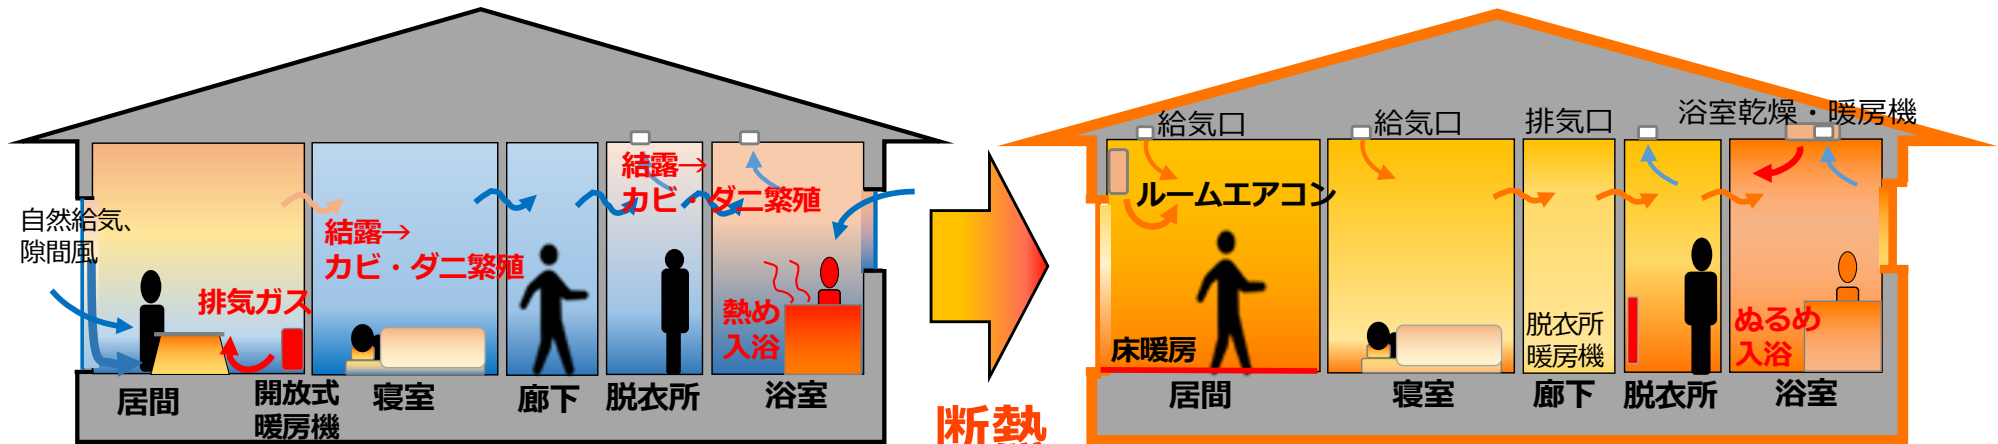 自然給気、
隙間風
排気ガス
結露→
カビ・ダニ繁殖
結露→
カビ・ダニ繁殖
熱め
入浴
居間
開放式
暖房機
寝室
廊下
脱衣所
浴室
断熱
給気口
給気口
排気口
浴室乾燥・暖房機
ルームエアコン
床暖房
脱衣所
暖房機
ぬるめ
入浴
居間
寝室
廊下
脱衣所
浴室